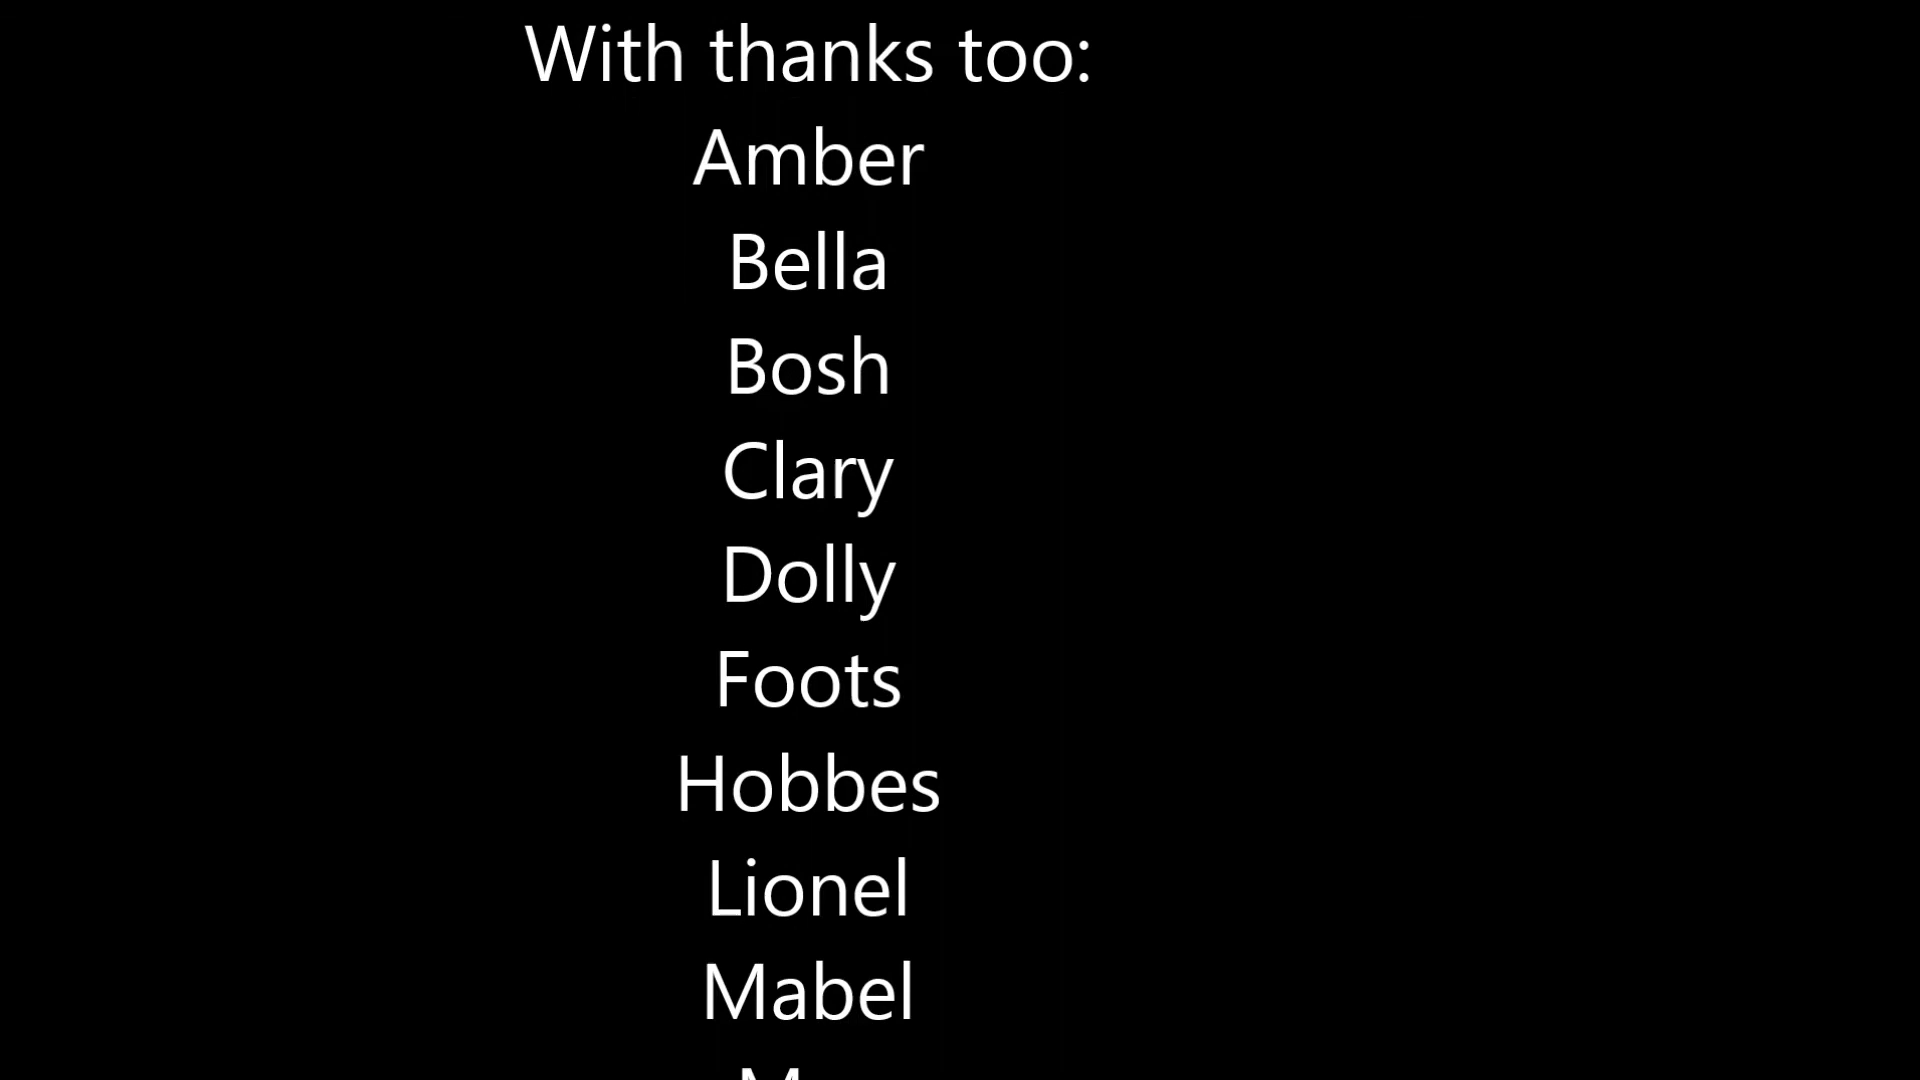 With thanks too:
Amber
Bella
Bosh
Clary
Dolly
Foots
Hobbes
Lionel
Mabel